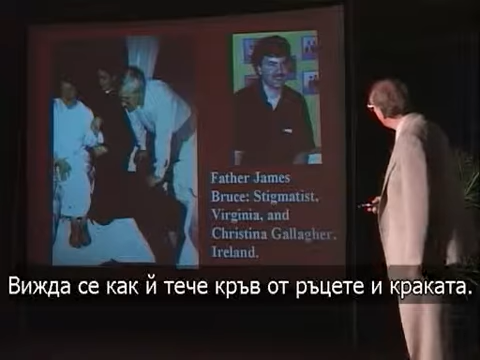 Father James
Bruce: Stigmatist,
Virginia, and
Christina Gallagher,
Ireland.
Вижда се как й тече кръв от ръцете и краката.